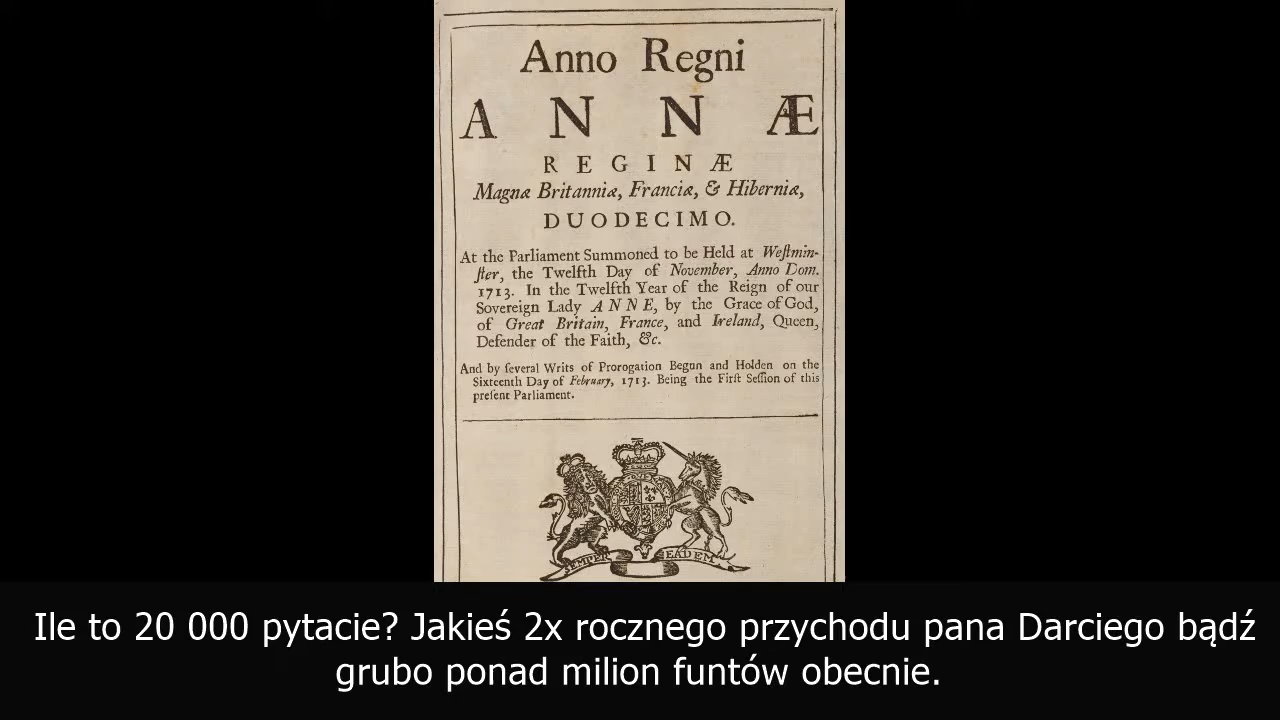 Anno Regni
ANNÆ
REGINÆ
Magnæ Britanniæ, Franciæ, & Hiberniæ,
DUODECIMO.
At the Parliament Summoned to be Held at Weſtmin-
ſter, the Twelfth Day of November, Anno Dom.
1713. In the Twelfth Year of the Reign of our
Sovereign Lady ANNE, by the Grace of God,
of Great Britain, France, and Ireland, Queen,
Defender of the Faith, &c.
And by ſeveral Writs of Prorogation Begun and Holden on the
Sixteenth Day of February, 1713. Being the Firſt Seſſion of this
preſent Parliament.
SEMPER EADEM
Ile to 20 000 pytacie? Jakieś 2x rocznego przychodu pana Darciego bądź
grubo ponad milion funtów obecnie.